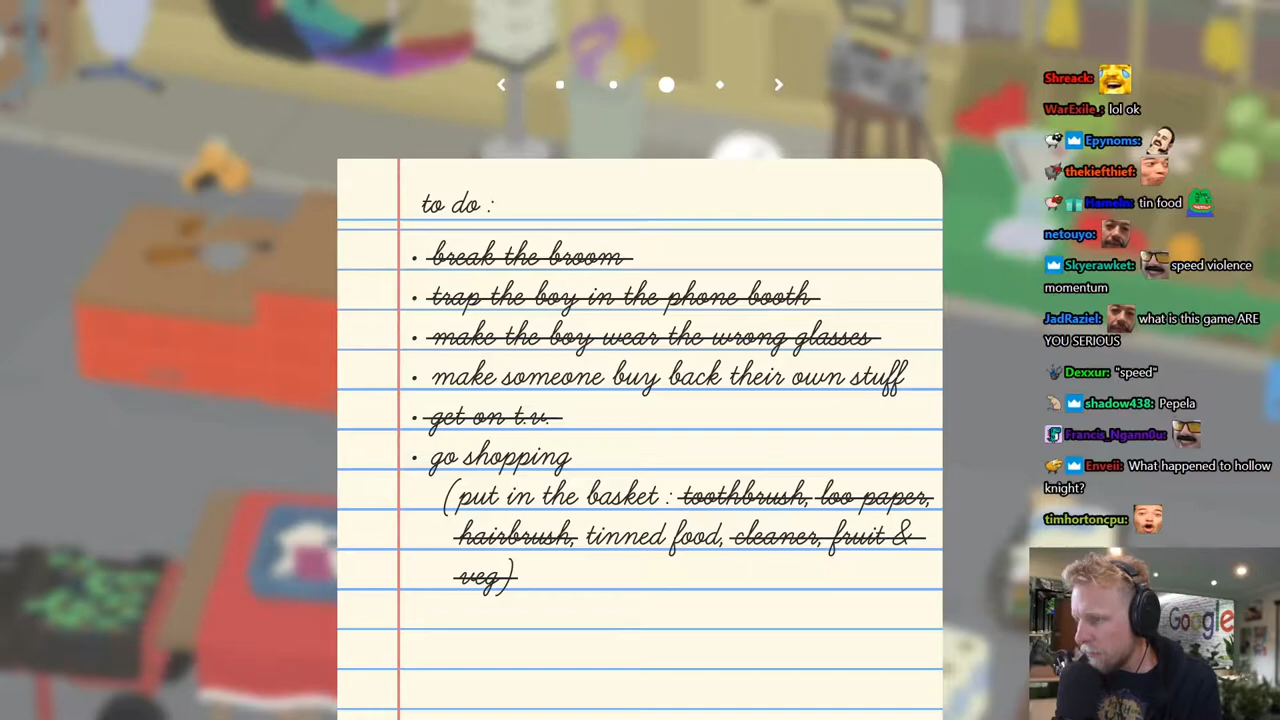 to do :
• break the broom
• trap the boy in the phone booth
• make the boy wear the wrong glasses
• make someone buy back their own stuff
• get on t.v.
• go shopping
(put in the basket : toothbrush, loo paper,
hairbrush, tinned food, cleaner, fruit &
veg)
Shreack:
WarExile_: lol ok
Epynoms:
thekiefthief:
Hameln: tin food
netouyo:
Skyerawket: speed violence
momentum
JadRaziel: what is this game ARE
YOU SERIOUS
Dexxur: "speed"
shadow438: Pepela
Francis_Ngann0u:
Enveii: What happened to hollow
knight?
timhortoncpu:
Google